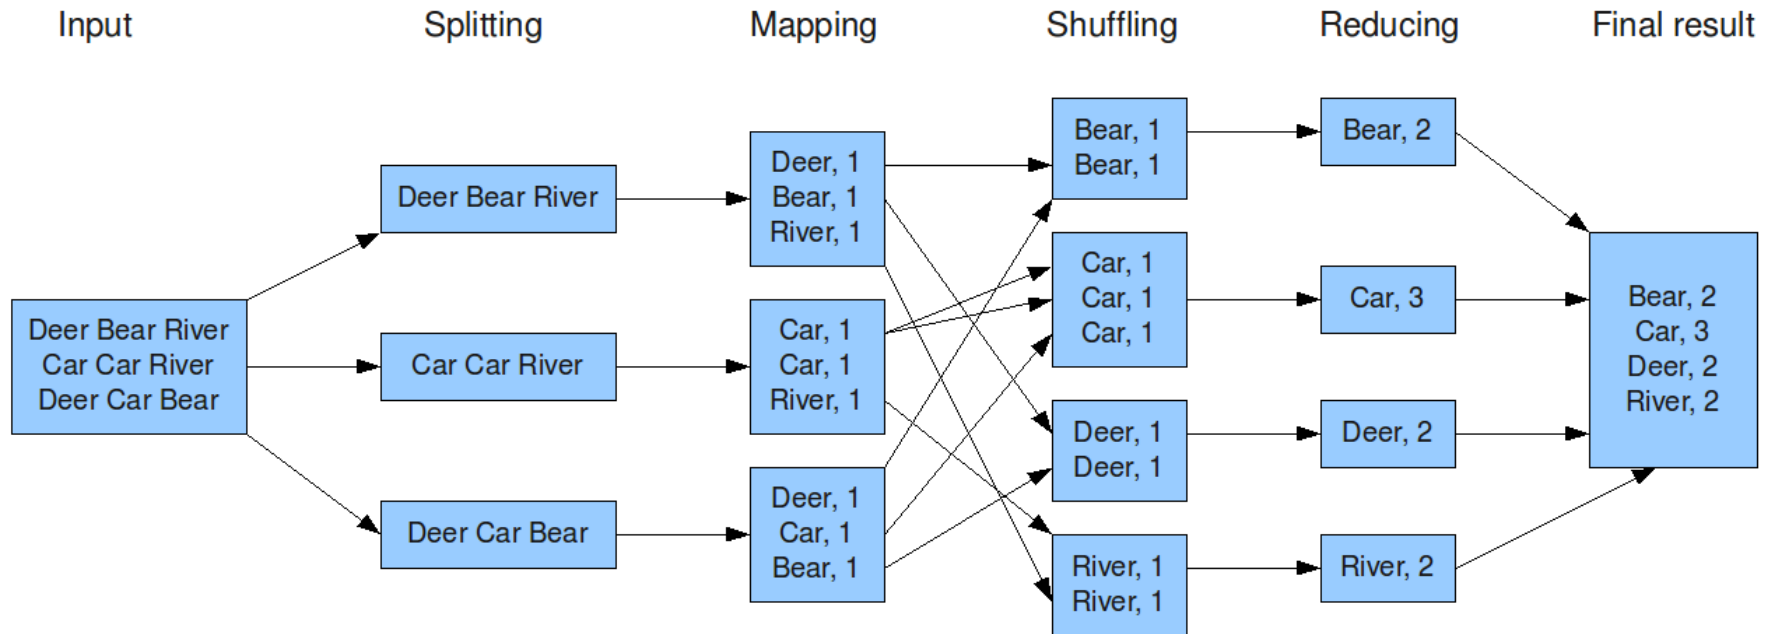 Input
Splitting
Mapping
Shuffling
Reducing
Final result
Deer Bear River
Car Car River
Deer Car Bear
Deer Bear River
Car Car River
Deer Car Bear
Deer, 1
Bear, 1
River, 1
Car, 1
Car, 1
River, 1
Deer, 1
Car, 1
Bear, 1
Bear, 1
Bear, 1
Car, 1
Car, 1
Car, 1
Deer, 1
Deer, 1
River, 1
River, 1
Bear, 2
Car, 3
Deer, 2
River, 2
Bear, 2
Car, 3
Deer, 2
River, 2